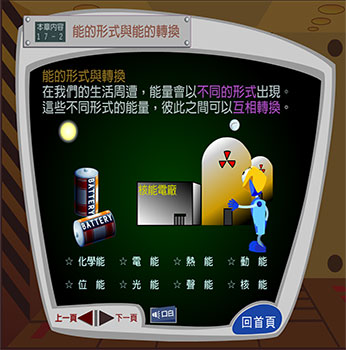 本章內容
17-2
能的形式與能的轉換
能的形式與轉換
在我們的生活周遭，能量會以不同的形式出現。
這些不同形式的能量，彼此之間可以互相轉換。
BATTERY
BATTERY
核能電廠
☆ 化學能 ☆ 電 能 ☆ 熱 能 ☆ 動 能
☆ 位 能 ☆ 光 能 ☆ 聲 能 ☆ 核 能
上一頁 下一頁 口白 回首頁